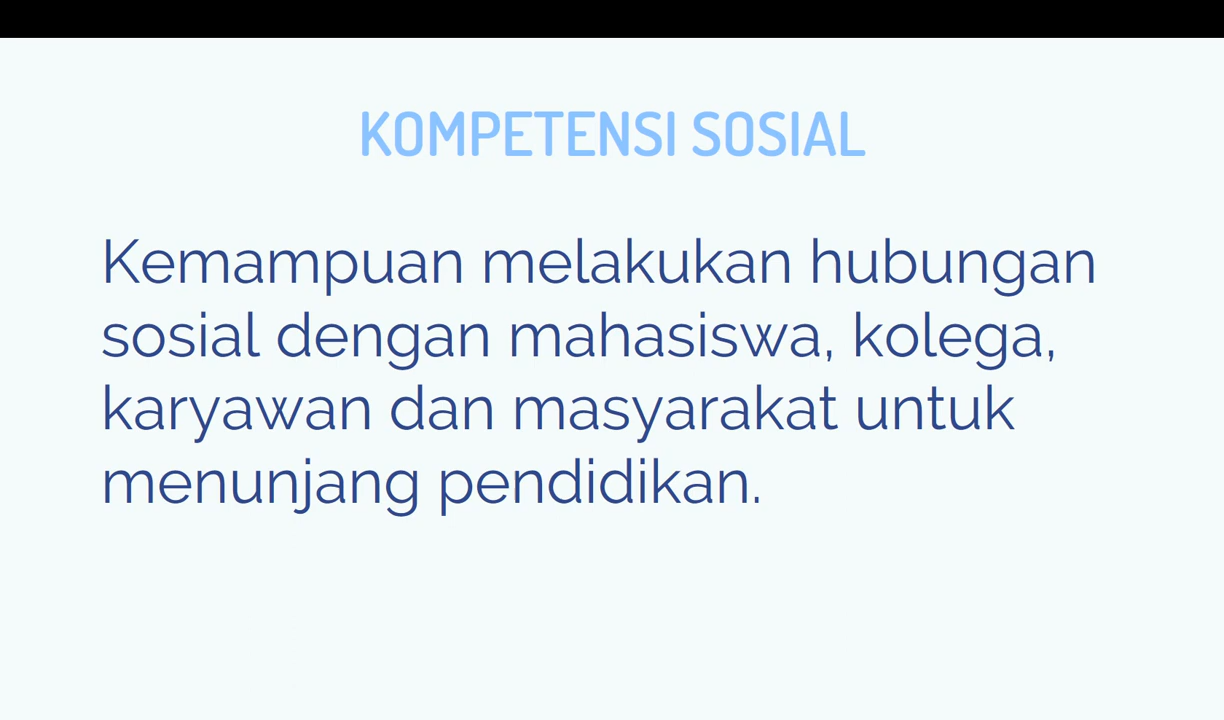 KOMPETENSI SOSIAL
Kemampuan melakukan hubungan
sosial dengan mahasiswa, kolega,
karyawan dan masyarakat untuk
menunjang pendidikan.